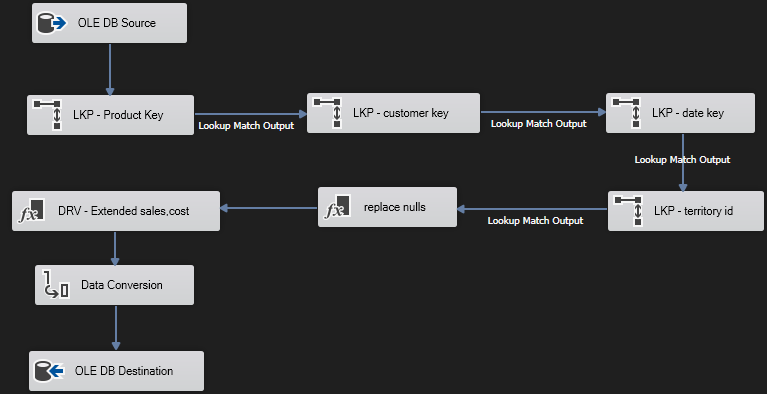 OLE DB Source
LKP - Product Key
Lookup Match Output
LKP - customer key
Lookup Match Output
LKP - date key
Lookup Match Output
LKP - territory id
Lookup Match Output
replace nulls
DRV - Extended sales,cost
Data Conversion
OLE DB Destination